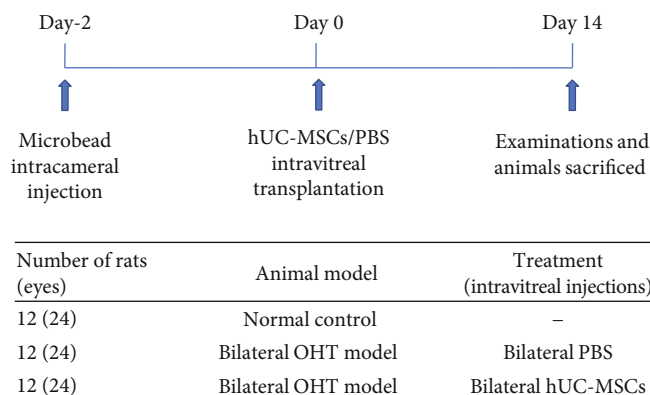 Day-2 Day 0 Day 14
Microbead intracameral injection
hUC-MSCs/PBS intravitreal transplantation
Examinations and animals sacrificed
Number of rats (eyes) Animal model Treatment (intravitreal injections)
12 (24) Normal control –
12 (24) Bilateral OHT model Bilateral PBS
12 (24) Bilateral OHT model Bilateral hUC-MSCs